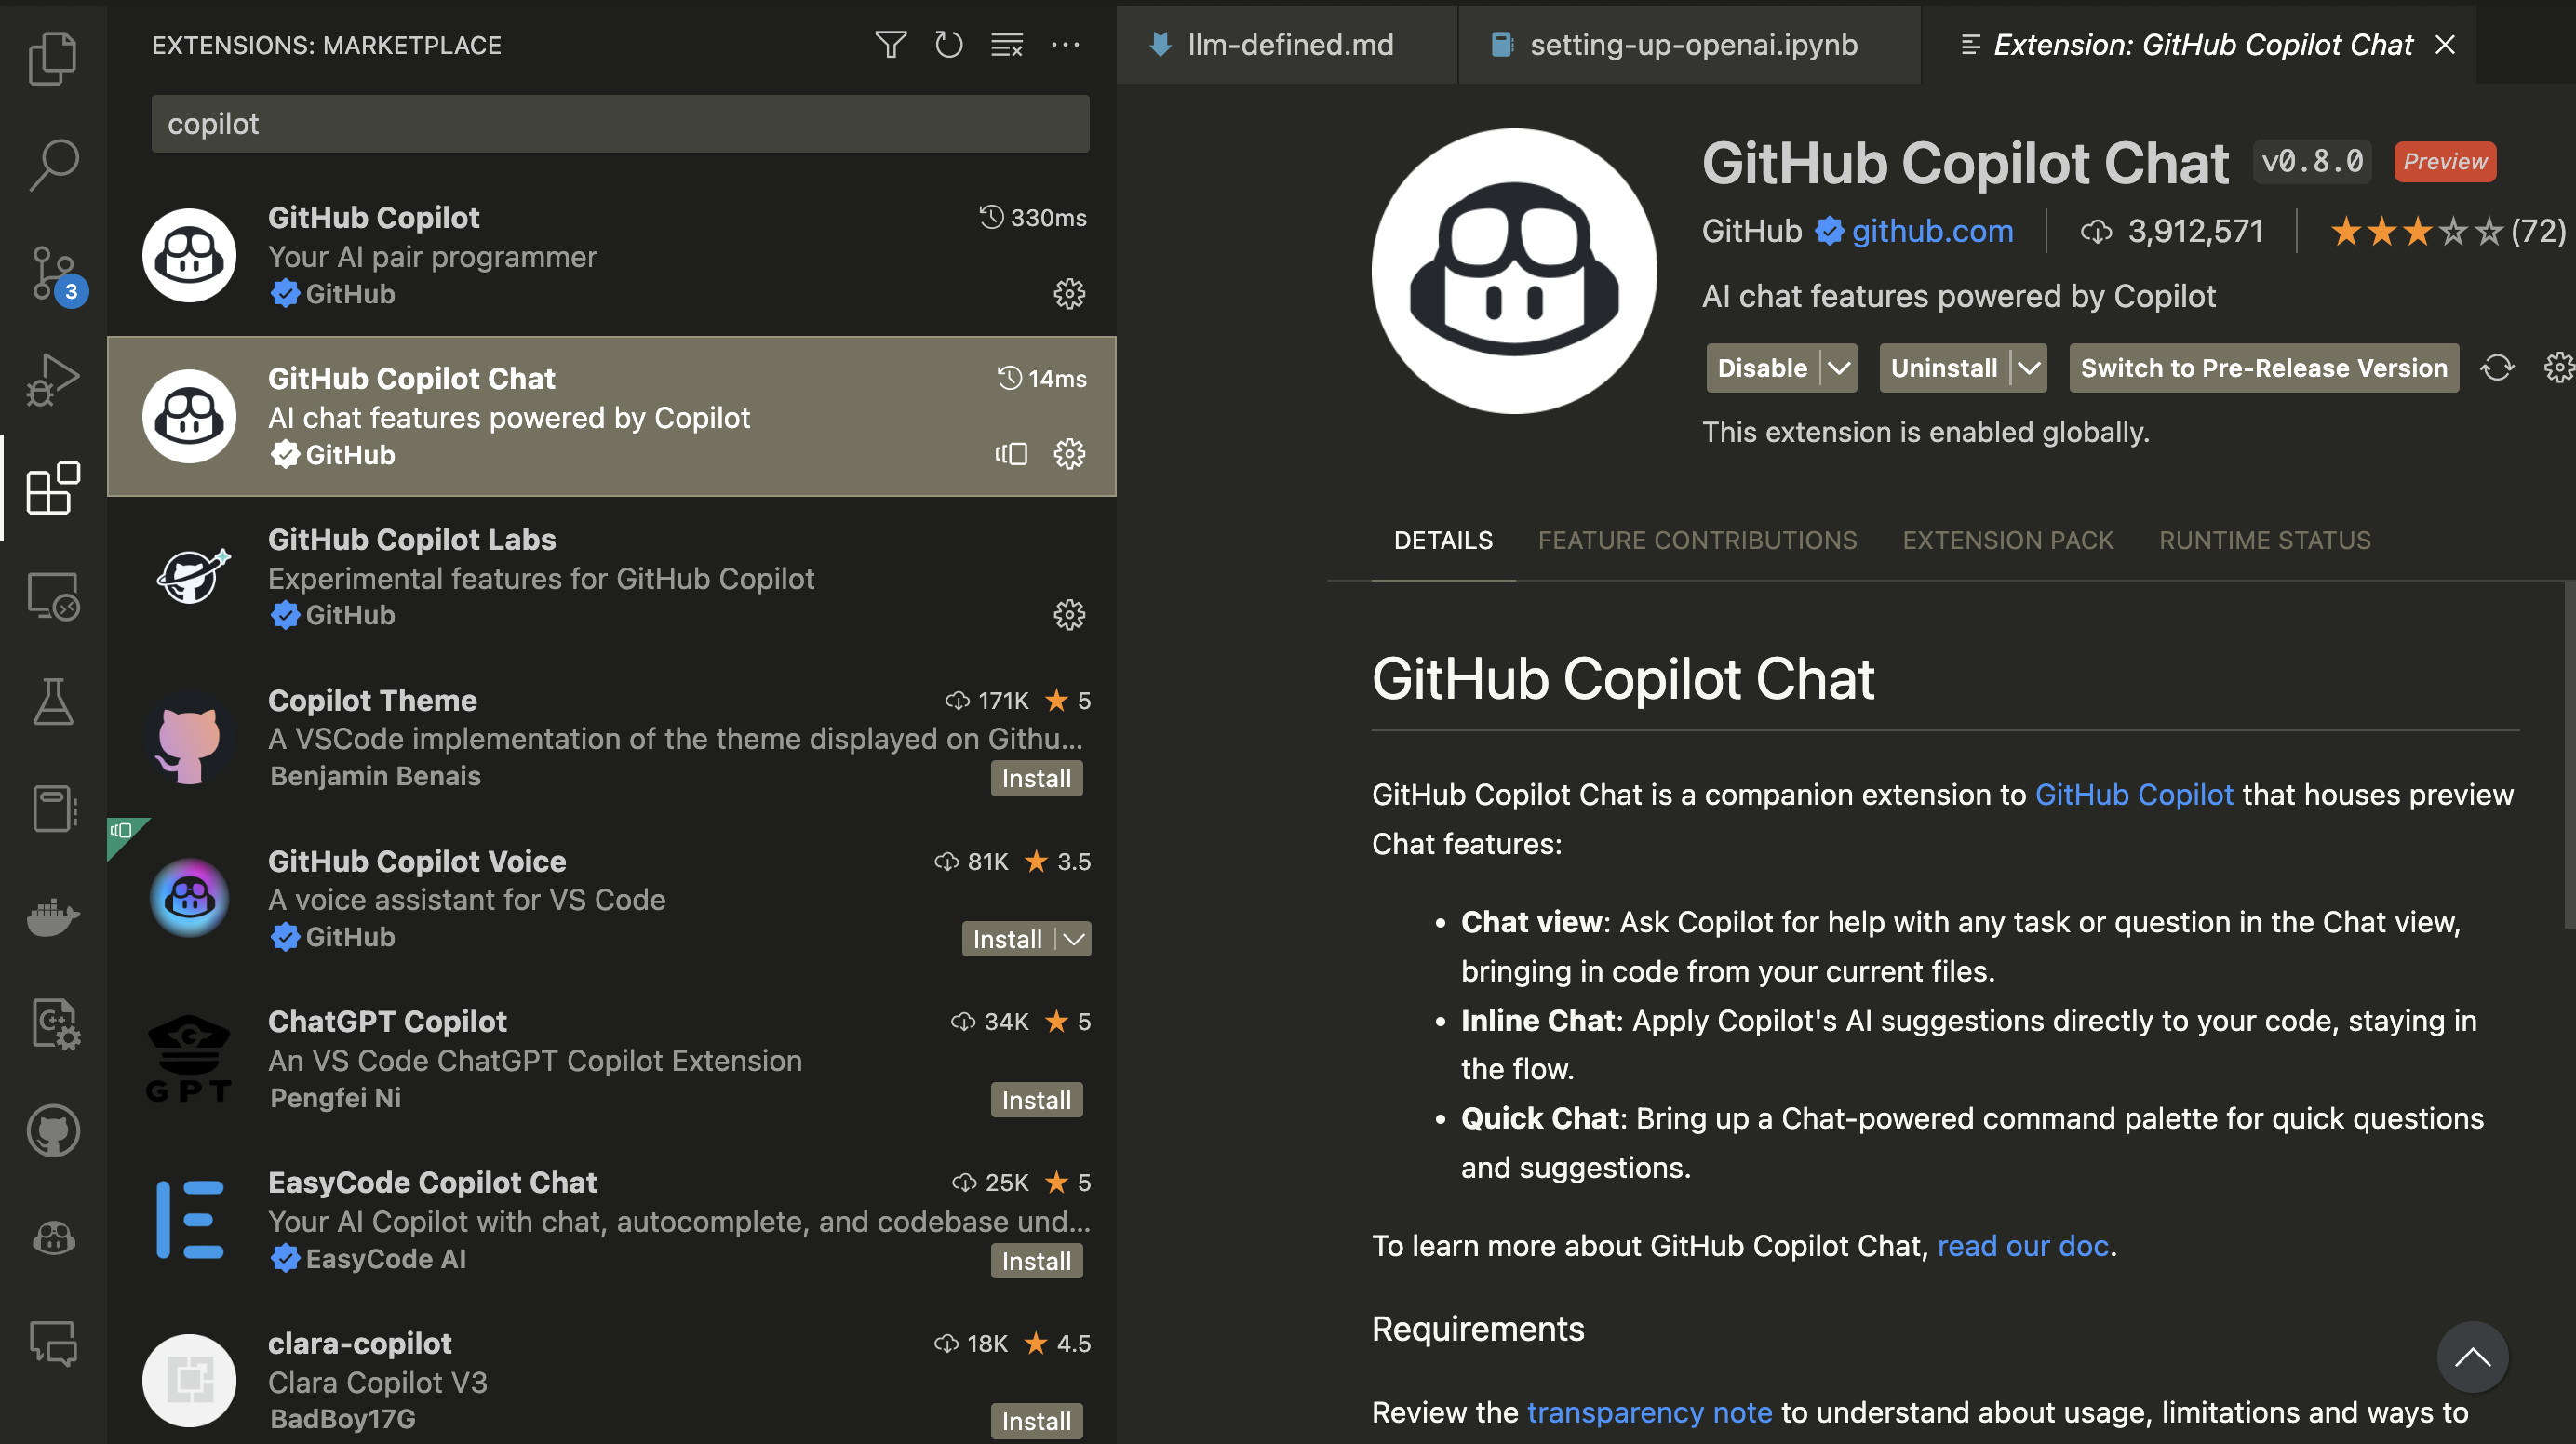 EXTENSIONS: MARKETPLACE
copilot
GitHub Copilot 330ms
Your AI pair programmer
GitHub
3
GitHub Copilot Chat 14ms
AI chat features powered by Copilot
GitHub
GitHub Copilot Labs
Experimental features for GitHub Copilot
GitHub
Copilot Theme 171K 5
A VSCode implementation of the theme displayed on Githu...
Benjamin Benais Install
GitHub Copilot Voice 81K 3.5
A voice assistant for VS Code
GitHub Install
ChatGPT Copilot 34K 5
An VS Code ChatGPT Copilot Extension
Pengfei Ni Install
GPT
EasyCode Copilot Chat 25K 5
Your AI Copilot with chat, autocomplete, and codebase und...
EasyCode AI Install
clara-copilot 18K 4.5
Clara Copilot V3
BadBoy17G Install
llm-defined.md setting-up-openai.ipynb Extension: GitHub Copilot Chat
GitHub Copilot Chat v0.8.0 Preview
GitHub github.com 3,912,571 (72)
AI chat features powered by Copilot
Disable Uninstall Switch to Pre-Release Version
This extension is enabled globally.
DETAILS FEATURE CONTRIBUTIONS EXTENSION PACK RUNTIME STATUS
GitHub Copilot Chat
GitHub Copilot Chat is a companion extension to GitHub Copilot that houses preview
Chat features:
• Chat view: Ask Copilot for help with any task or question in the Chat view,
bringing in code from your current files.
• Inline Chat: Apply Copilot's AI suggestions directly to your code, staying in
the flow.
• Quick Chat: Bring up a Chat-powered command palette for quick questions
and suggestions.
To learn more about GitHub Copilot Chat, read our doc.
Requirements
Review the transparency note to understand about usage, limitations and ways to